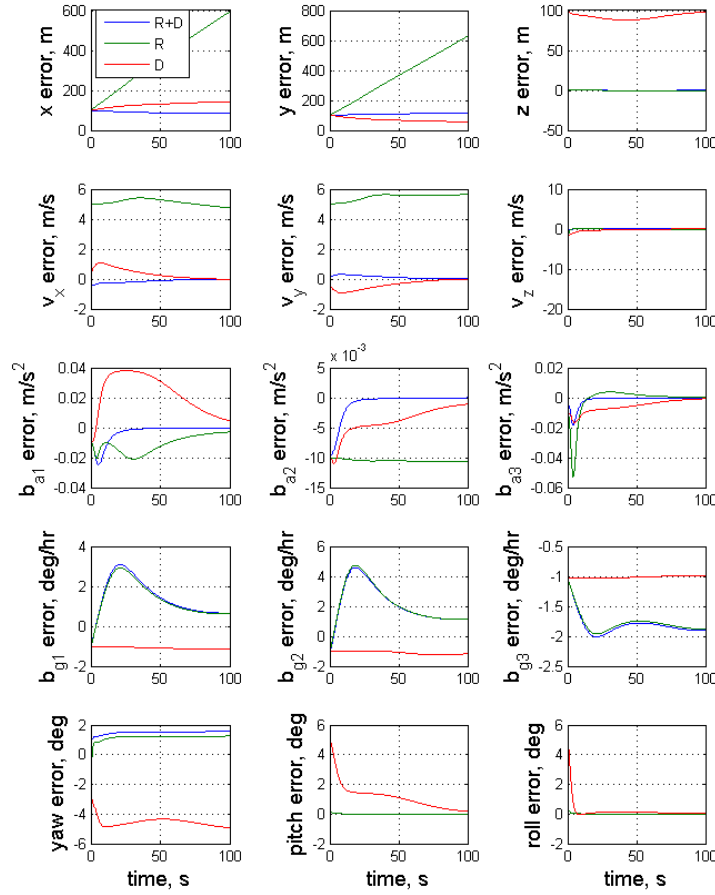 600
400
200
0
0 50 100
x error, m
R+D
R
D
800
600
400
200
0
0 50 100
y error, m
100
50
0
-50
0 50 100
z error, m
6
4
2
0
-2
0 50 100
v_x error, m/s
6
4
2
0
-2
0 50 100
v_y error, m/s
10
0
-10
-20
0 50 100
v_z error, m/s
0.04
0.02
0
-0.02
-0.04
0 50 100
b_a1 error, m/s²
x 10⁻³
5
0
-5
-10
-15
0 50 100
b_a2 error, m/s²
0.02
0
-0.02
-0.04
-0.06
0 50 100
b_a3 error, m/s²
4
2
0
-2
0 50 100
b_g1 error, deg/hr
6
4
2
0
-2
0 50 100
b_g2 error, deg/hr
-0.5
-1
-1.5
-2
-2.5
0 50 100
b_g3 error, deg/hr
2
0
-2
-4
-6
0 50 100
yaw error, deg
time, s
6
4
2
0
-2
0 50 100
pitch error, deg
time, s
6
4
2
0
-2
0 50 100
roll error, deg
time, s